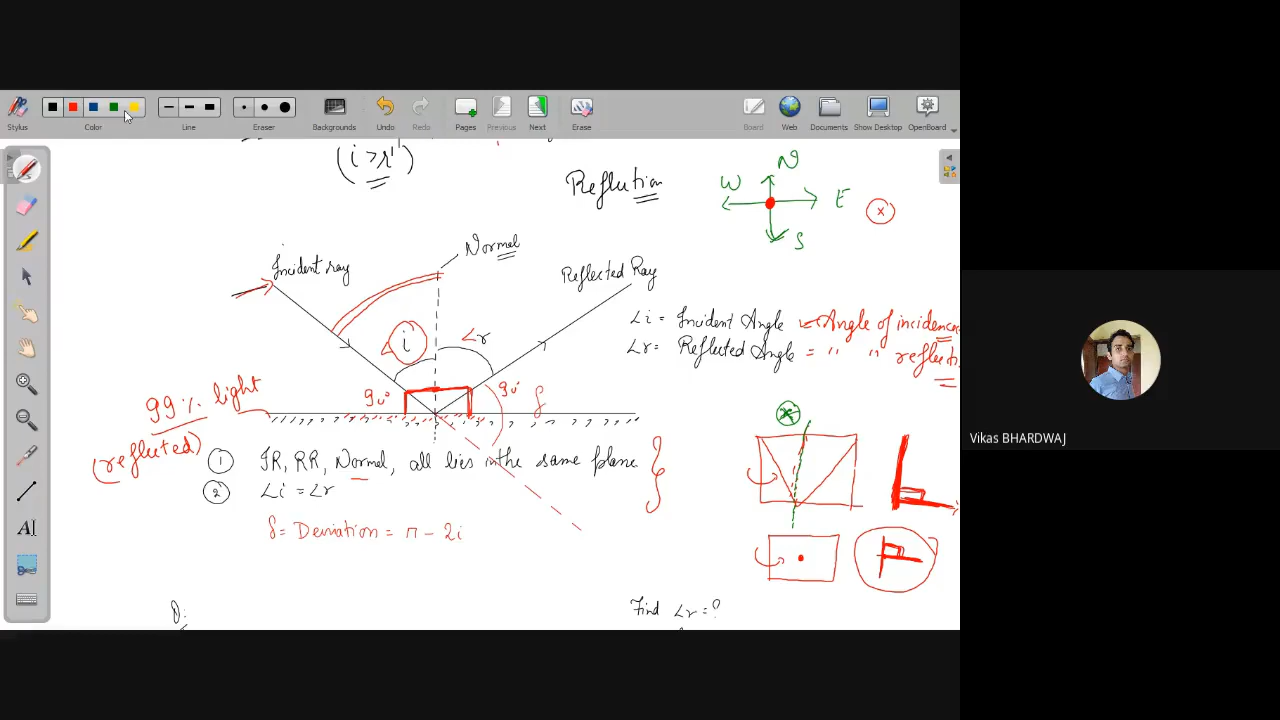 Stylus
Color
Line
Eraser
Backgrounds
Undo
Redo
Pages
Previous
Next
Erase
Board
Web
Documents
Show Desktop
OpenBoard
(i > r")
Reflution
N
W
E
S
x
Incident ray
Normal
Reflected Ray
∠i
∠r
∠i = Incident Angle Angle of incidence
∠r = Reflected Angle = " " reflecti
90°
90°
δ
99% light
(reflected)
1 IR, RR, Normal, all lies in the same plane
2 ∠i = ∠r
δ = Deviation = π - 2i
x
Find ∠r = ?
Vikas BHARDWAJ